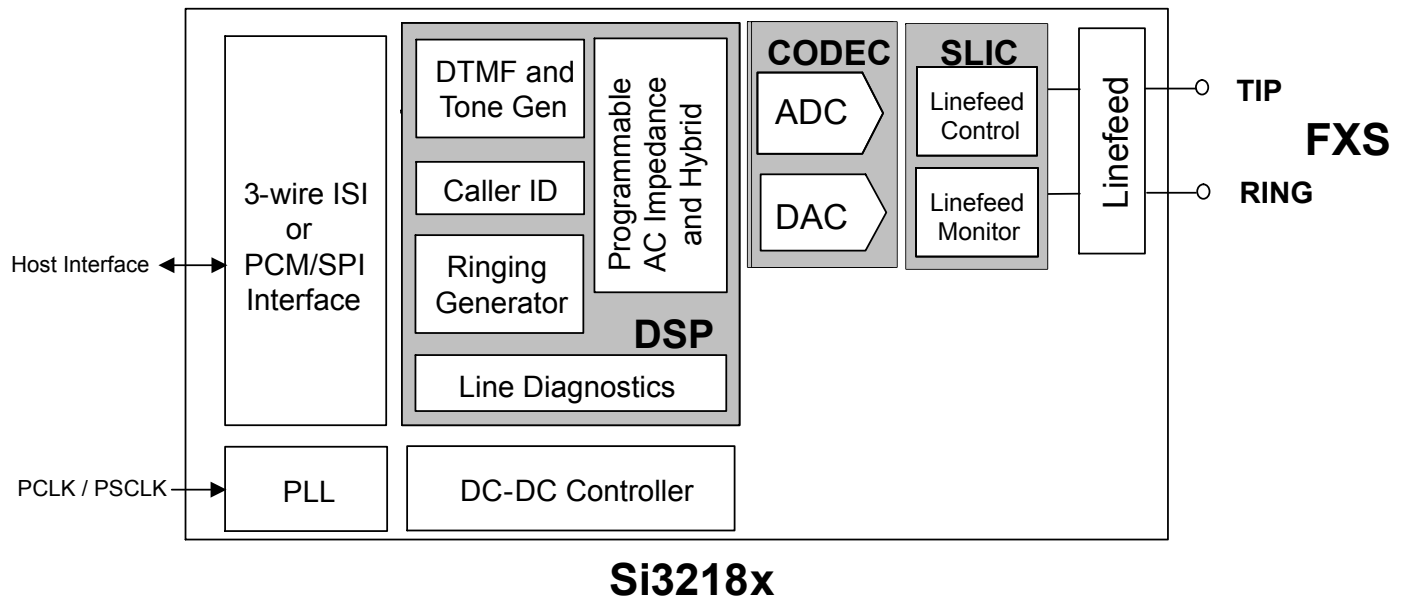 Host Interface
3-wire ISI
or
PCM/SPI
Interface
DTMF and
Tone Gen
Caller ID
Ringing
Generator
Programmable
AC Impedance
and Hybrid
DSP
Line Diagnostics
CODEC
ADC
DAC
SLIC
Linefeed
Control
Linefeed
Monitor
Linefeed
TIP
FXS
RING
PCLK / PSCLK
PLL
DC-DC Controller
Si3218x